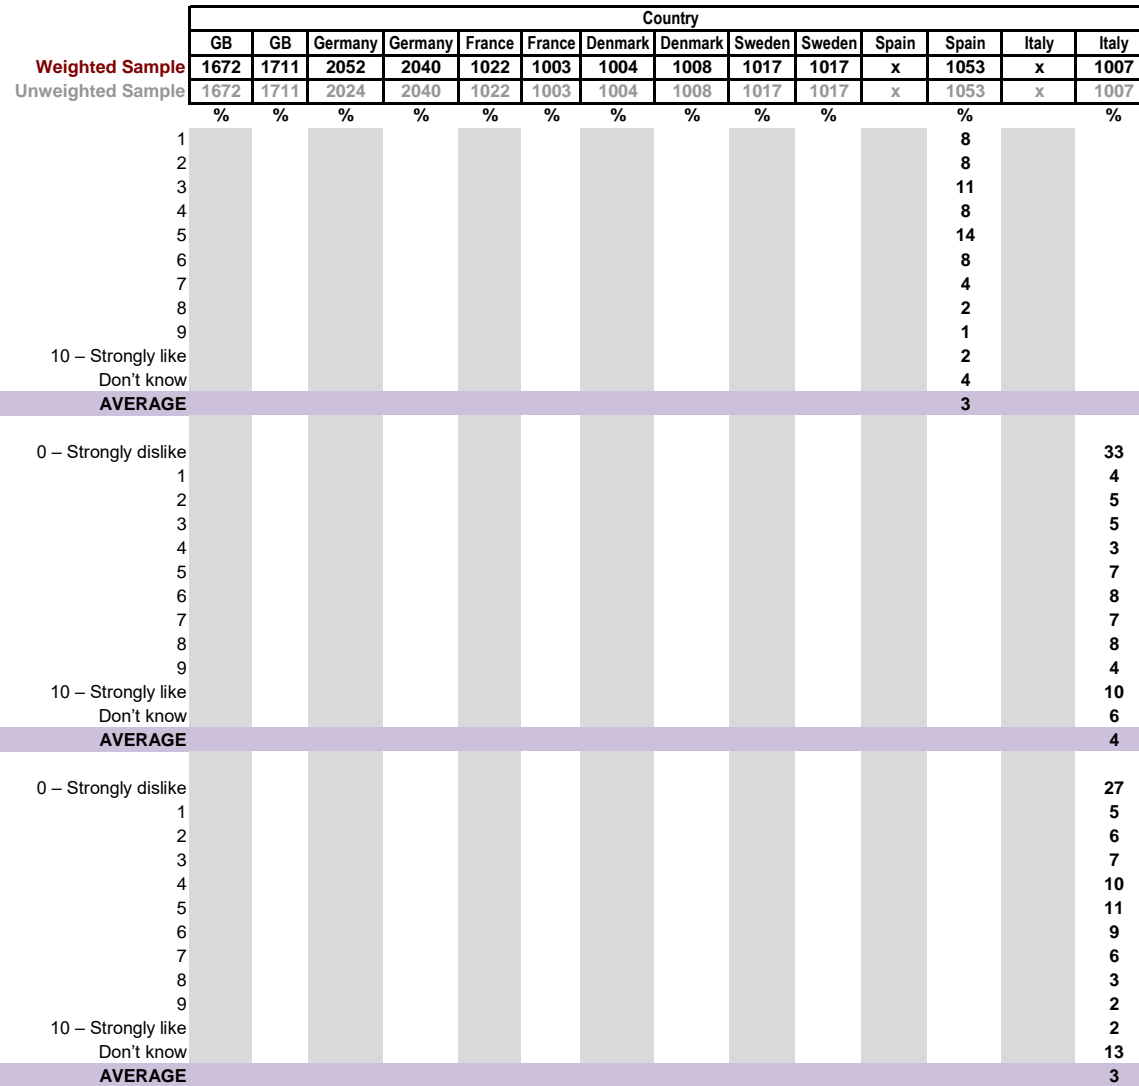 Country
GB GB Germany Germany France France Denmark Denmark Sweden Sweden Spain Spain Italy Italy
Weighted Sample 1672 1711 2052 2040 1022 1003 1004 1008 1017 1017 x 1053 x 1007
Unweighted Sample 1672 1711 2024 2040 1022 1003 1004 1008 1017 1017 x 1053 x 1007
% % % % % % % % % % % %
1 8
2 8
3 11
4 8
5 14
6 8
7 4
8 2
9 1
10 – Strongly like 2
Don't know 4
AVERAGE 3
0 – Strongly dislike 33
1 4
2 5
3 5
4 3
5 7
6 8
7 7
8 8
9 4
10 – Strongly like 10
Don't know 6
AVERAGE 4
0 – Strongly dislike 27
1 5
2 6
3 7
4 10
5 11
6 9
7 6
8 3
9 2
10 – Strongly like 2
Don't know 13
AVERAGE 3